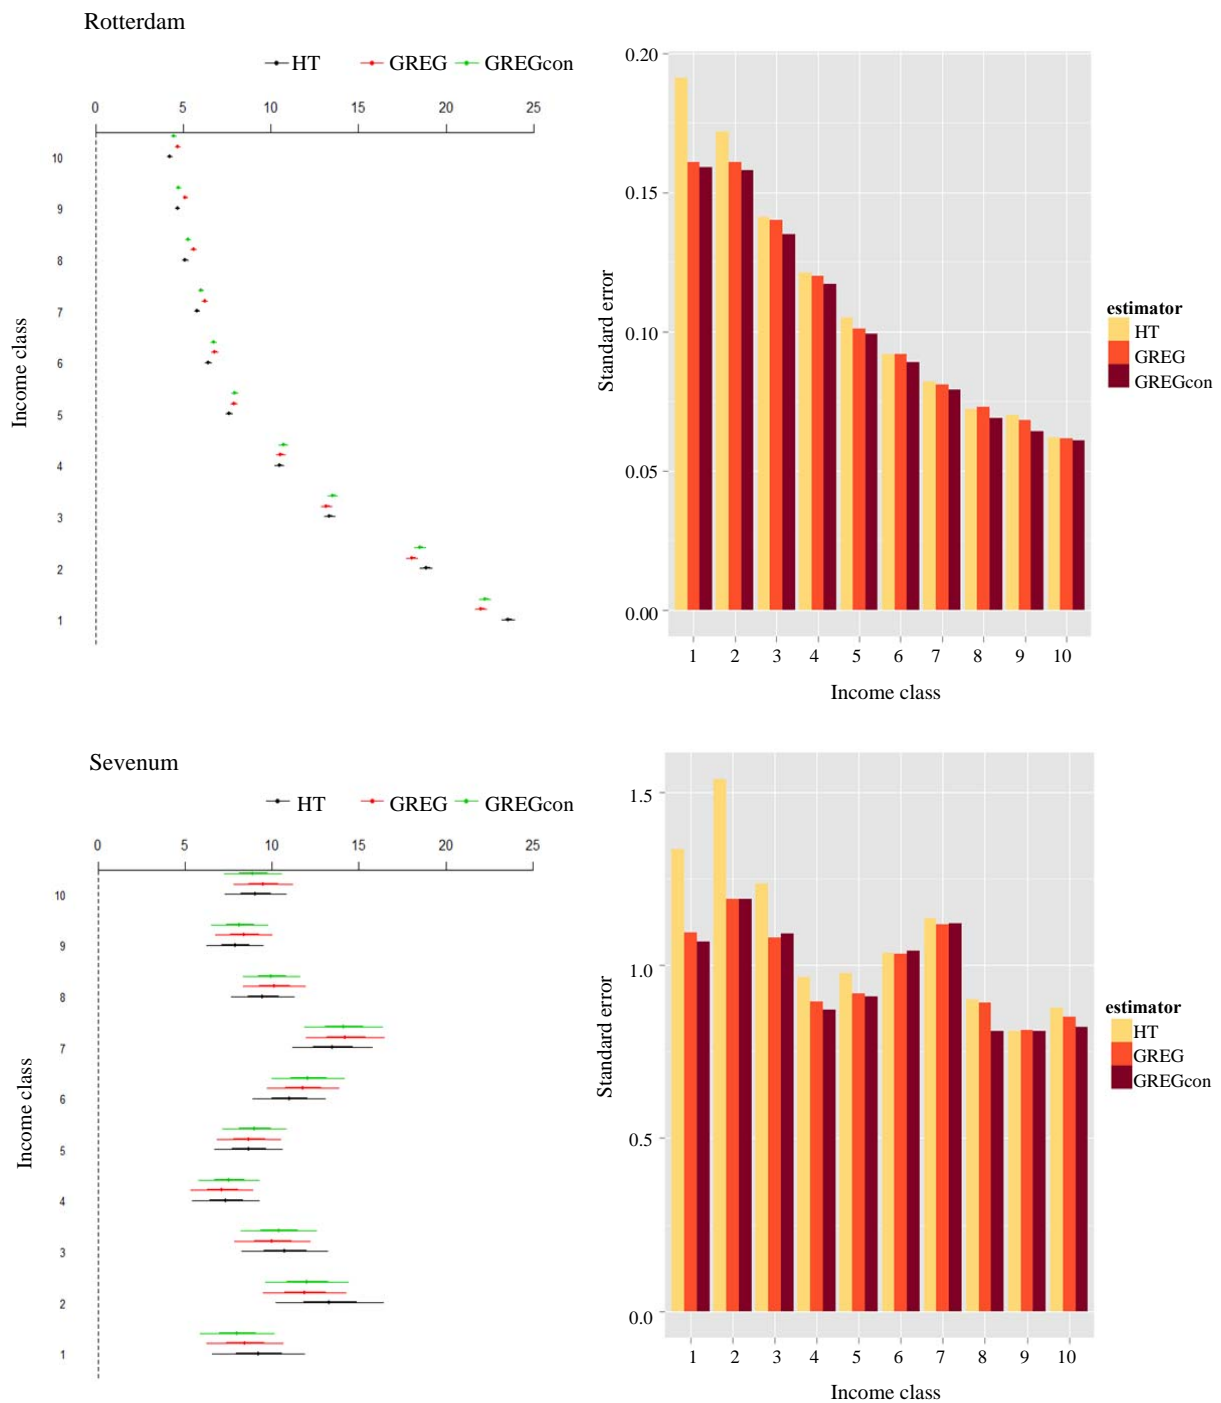 Rotterdam
HT GREG GREGcon
0 5 10 15 20 25
10
9
8
7
6
5
4
3
2
1
Income class
0.20
0.15
0.10
0.05
0.00
Standard error
1 2 3 4 5 6 7 8 9 10
Income class
estimator
HT
GREG
GREGcon
Sevenum
HT GREG GREGcon
0 5 10 15 20 25
10
9
8
7
6
5
4
3
2
1
Income class
1.5
1.0
0.5
0.0
Standard error
1 2 3 4 5 6 7 8 9 10
Income class
estimator
HT
GREG
GREGcon